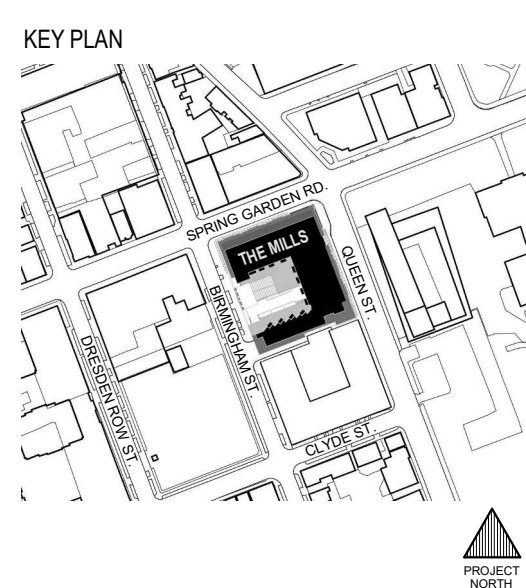 KEY PLAN
SPRING GARDEN RD.
THE MILLS
QUEEN ST.
BIRMINGHAM ST.
DRESDEN ROW ST.
CLYDE ST.
PROJECT
NORTH